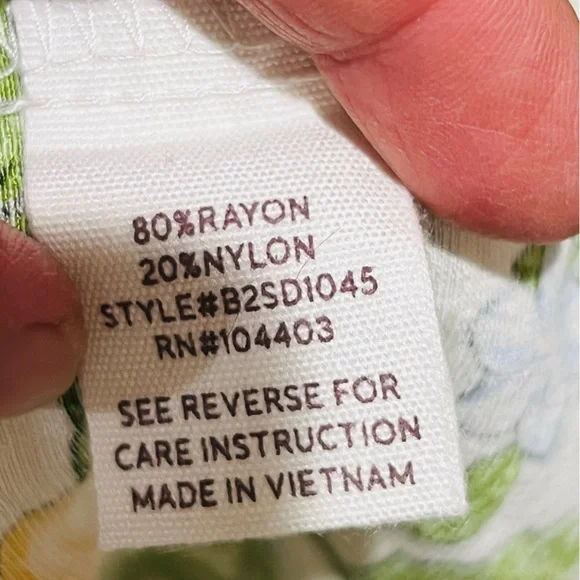 80%RAYON
20%NYLON
STYLE#B2SD1045
RN#104403
SEE REVERSE FOR
CARE INSTRUCTION
MADE IN VIETNAM